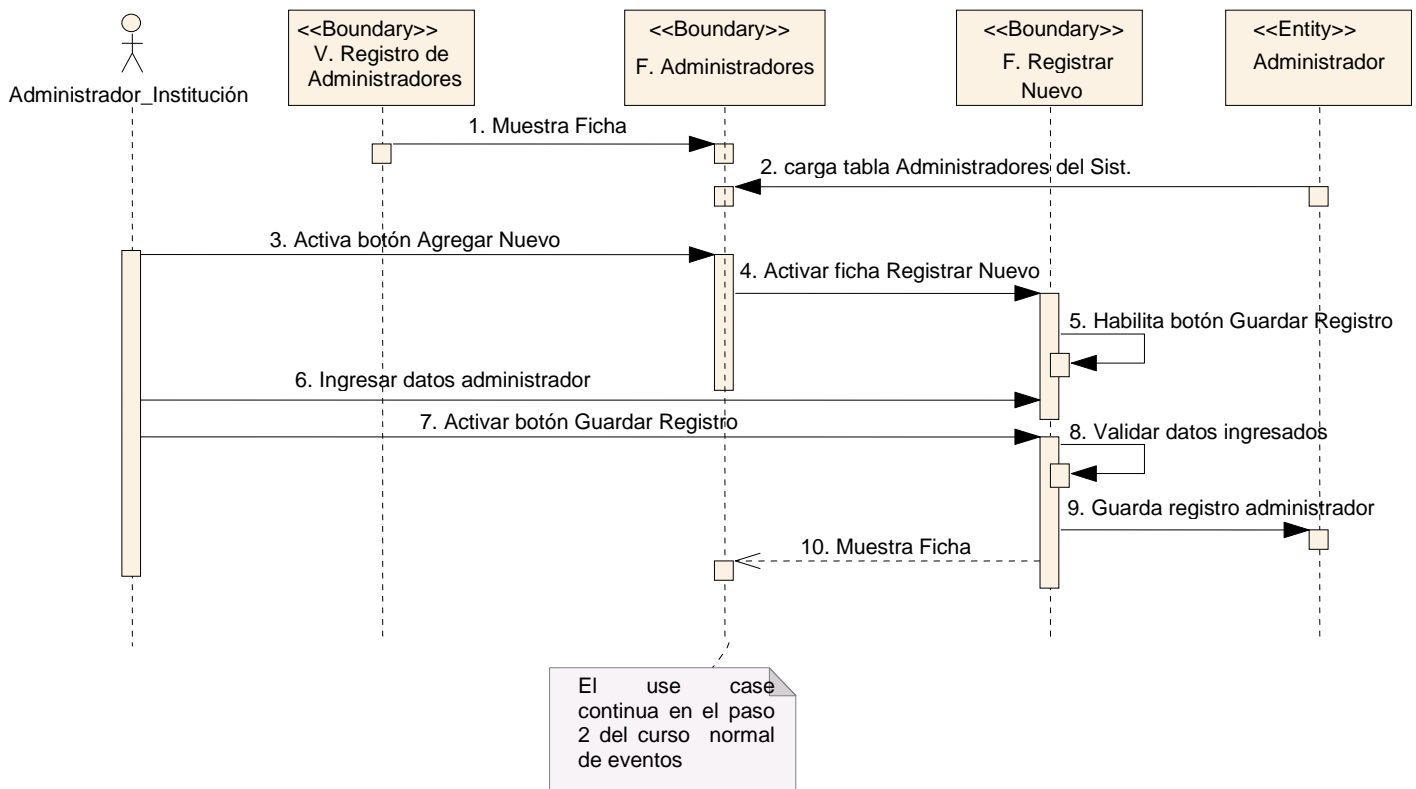 Administrador_Institución
<<Boundary>>
V. Registro de
Administradores
<<Boundary>>
F. Administradores
<<Boundary>>
F. Registrar
Nuevo
<<Entity>>
Administrador
1. Muestra Ficha
2. carga tabla Administradores del Sist.
3. Activa botón Agregar Nuevo
4. Activar ficha Registrar Nuevo
5. Habilita botón Guardar Registro
6. Ingresar datos administrador
7. Activar botón Guardar Registro
8. Validar datos ingresados
9. Guarda registro administrador
10. Muestra Ficha
El use case
continua en el paso
2 del curso normal
de eventos